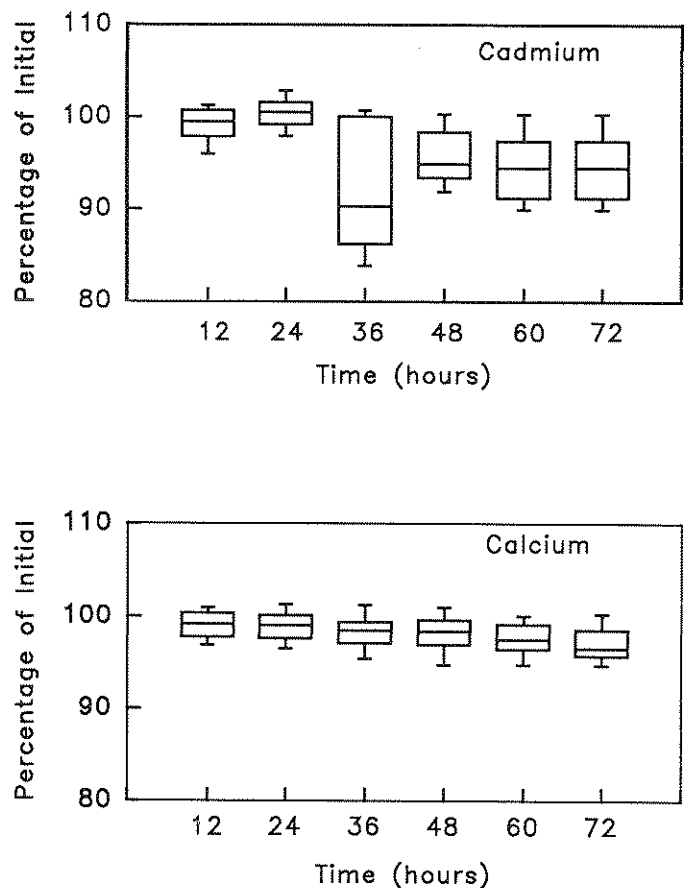 110
Cadmium
Percentage of Initial
100
90
80
12 24 36 48 60 72
Time (hours)
110
Calcium
Percentage of Initial
100
90
80
12 24 36 48 60 72
Time (hours)